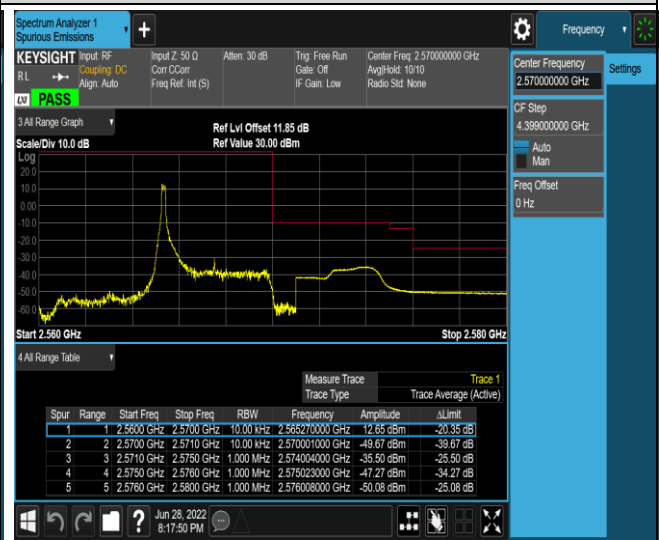 Spectrum Analyzer 1
Spurious Emissions
Frequency
KEYSIGHT Input: RF Input Z: 50 Ω Atten: 30 dB Trig: Free Run Center Freq: 2.570000000 GHz
RL Coupling: DC Corr CCorr Gate: Off Avg|Hold: 10/10
Align: Auto Freq Ref: Int (S) IF Gain: Low Radio Std: None
LXI PASS
Center Frequency
2.570000000 GHz
Settings
CF Step
4.399000000 GHz
Auto
Man
Freq Offset
0 Hz
3 All Range Graph
Ref Lvl Offset 11.85 dB
Scale/Div 10.0 dB Ref Value 30.00 dBm
Log
20.0
10.0
0.00
-10.0
-20.0
-30.0
-40.0
-50.0
-60.0
Start 2.560 GHz Stop 2.580 GHz
4 All Range Table
Measure Trace Trace 1
Trace Type Trace Average (Active)
Spur Range Start Freq Stop Freq RBW Frequency Amplitude ΔLimit
1 1 2.5600 GHz 2.5700 GHz 10.00 kHz 2.565270000 GHz 12.65 dBm -20.35 dB
2 2 2.5700 GHz 2.5710 GHz 10.00 kHz 2.570001000 GHz -49.67 dBm -39.67 dB
3 3 2.5710 GHz 2.5750 GHz 1.000 MHz 2.574004000 GHz -35.50 dBm -25.50 dB
4 4 2.5750 GHz 2.5760 GHz 1.000 MHz 2.575023000 GHz -47.27 dBm -34.27 dB
5 5 2.5760 GHz 2.5800 GHz 1.000 MHz 2.576008000 GHz -50.08 dBm -25.08 dB
Jun 28, 2022
8:17:50 PM